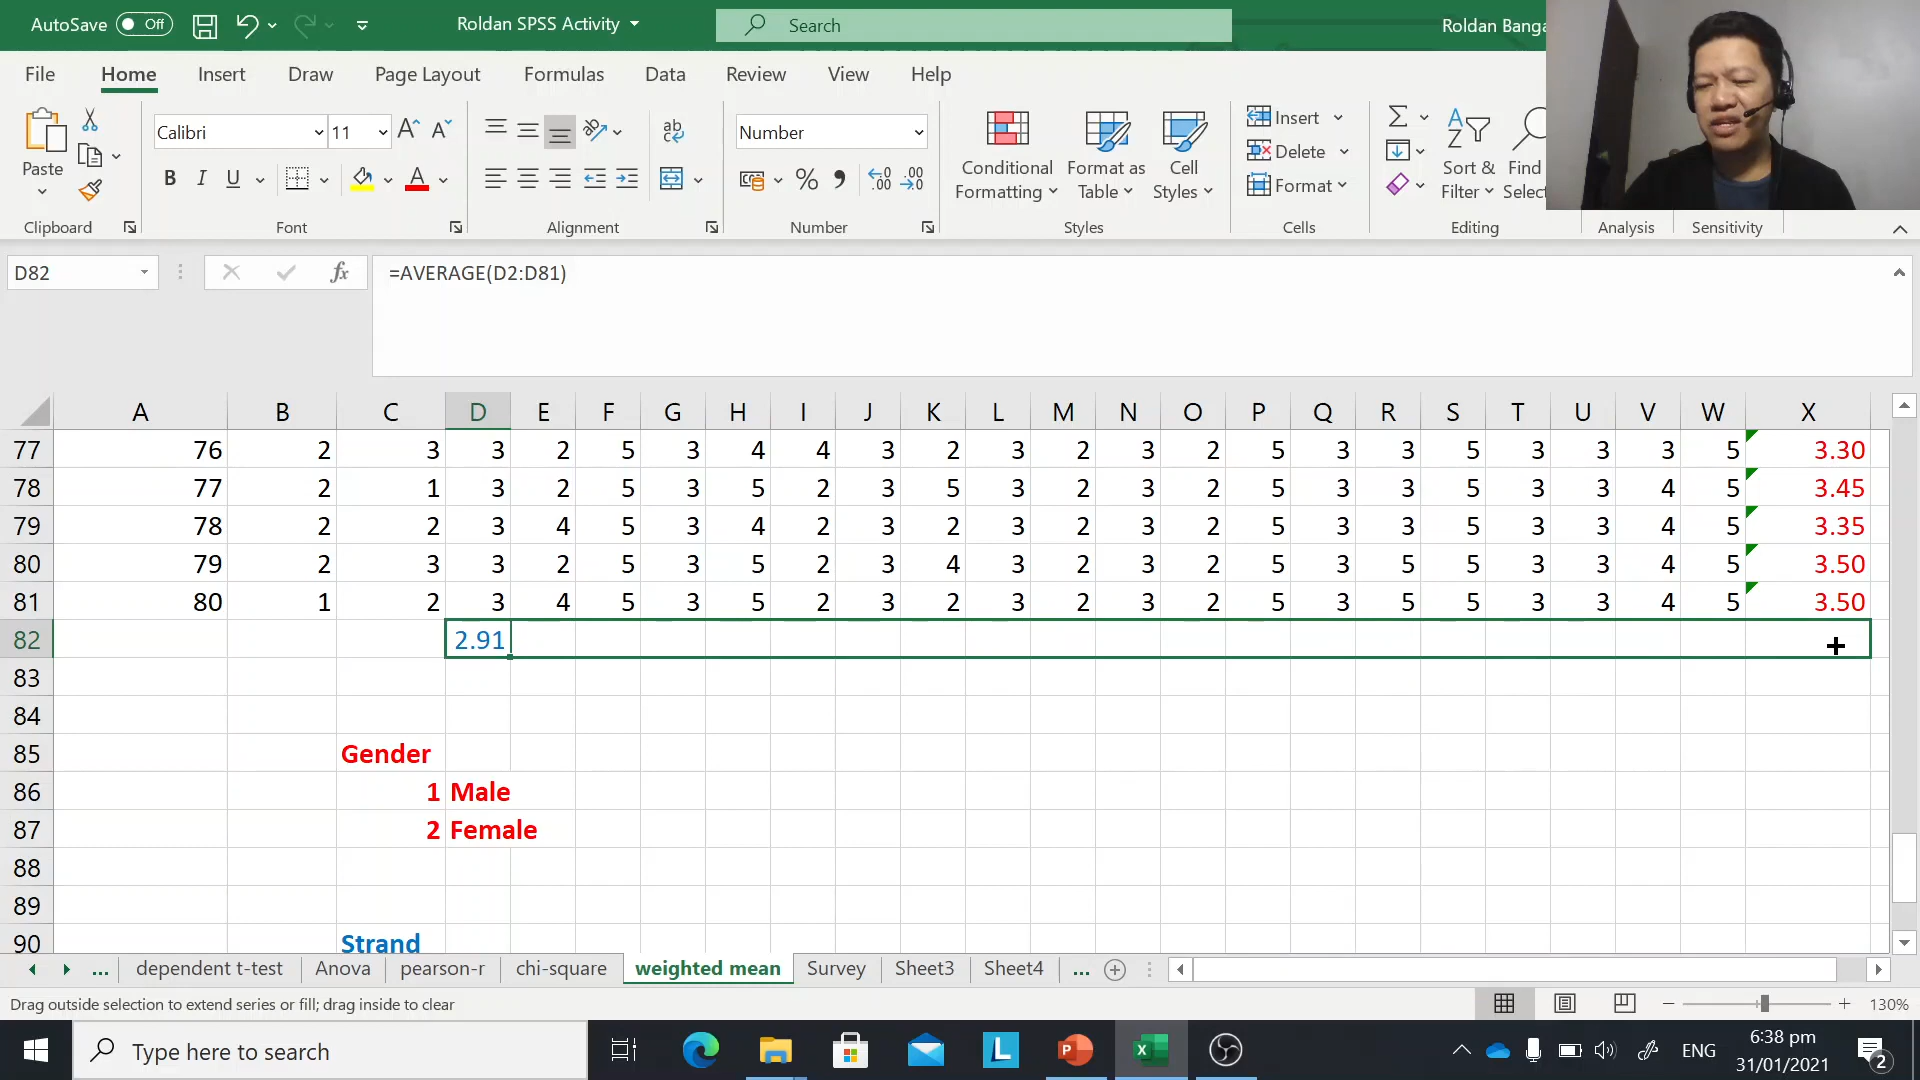 AutoSave Off Roldan SPSS Activity Search Roldan Banga
File Home Insert Draw Page Layout Formulas Data Review View Help
Paste Calibri 11 ab Number Conditional Formatting Format as Table Cell Styles Insert Delete Format Sort & Filter Find Select
Clipboard Font Alignment Number Styles Cells Editing Analysis Sensitivity
D82 fx =AVERAGE(D2:D81)
A B C D E F G H I J K L M N O P Q R S T U V W X
77 76 2 3 3 2 5 3 4 4 3 2 3 2 3 2 5 3 3 5 3 3 3 5 3.30
78 77 2 1 3 2 5 3 5 2 3 5 3 2 3 2 5 3 3 5 3 3 4 5 3.45
79 78 2 2 3 4 5 3 4 2 3 2 3 2 3 2 5 3 3 5 3 3 4 5 3.35
80 79 2 3 3 2 5 3 5 2 3 4 3 2 3 2 5 3 5 5 3 3 4 5 3.50
81 80 1 2 3 4 5 3 5 2 3 2 3 2 3 2 5 3 5 5 3 3 4 5 3.50
82 2.91
83
84
85 Gender
86 1 Male
87 2 Female
88
89
90 Strand
... dependent t-test Anova pearson-r chi-square weighted mean Survey Sheet3 Sheet4 ...
Drag outside selection to extend series or fill; drag inside to clear 130%
Type here to search ENG 6:38 pm
31/01/2021 2